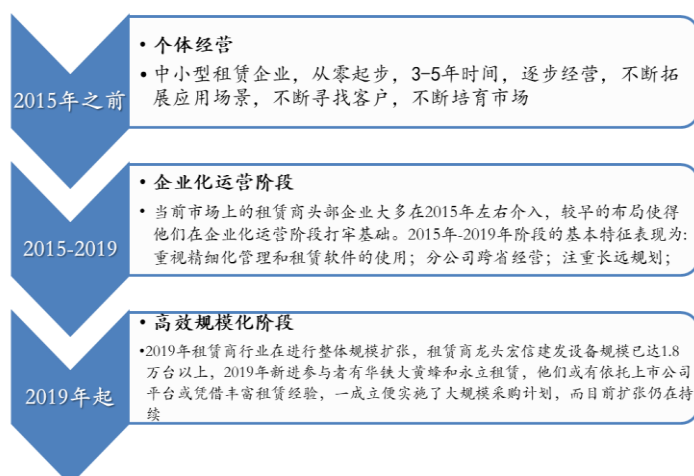 2015年之前
• 个体经营
• 中小型租赁企业，从零起步，3-5年时间，逐步经营，不断拓
展应用场景，不断寻找客户，不断培育市场
2015-2019
• 企业化运营阶段
• 当前市场上的租赁商头部企业大多在2015年左右介入，较早的布局使得
他们在企业化运营阶段打牢基础。2015年-2019年阶段的基本特征表现为:
重视精细化管理和租赁软件的使用；分公司跨省经营；注重长远规划；
2019年起
• 高效规模化阶段
•2019年租赁商行业在进行整体规模扩张，租赁商龙头宏信建发设备规模已达1.8
万台以上，2019年新进参与者有华铁大黄蜂和永立租赁，他们或有依托上市公司
平台或凭借丰富租赁经验，一成立便实施了大规模采购计划，而目前扩张仍在持
续